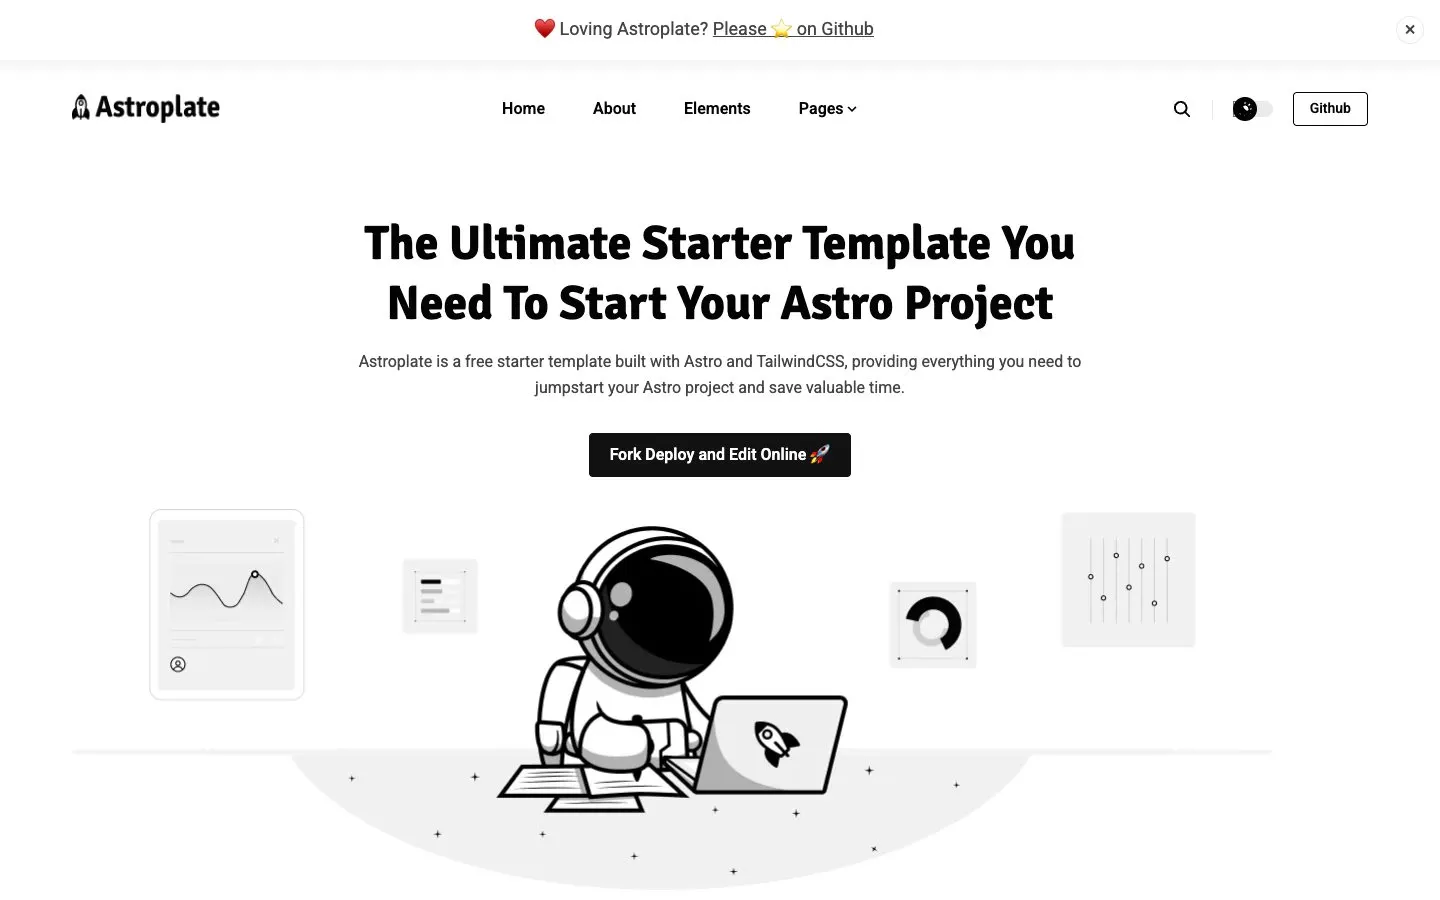 ❤️ Loving Astroplate? Please ⭐ on Github
Astroplate
Home
About
Elements
Pages
Github
The Ultimate Starter Template You
Need To Start Your Astro Project
Astroplate is a free starter template built with Astro and TailwindCSS, providing everything you need to
jumpstart your Astro project and save valuable time.
Fork Deploy and Edit Online 🚀